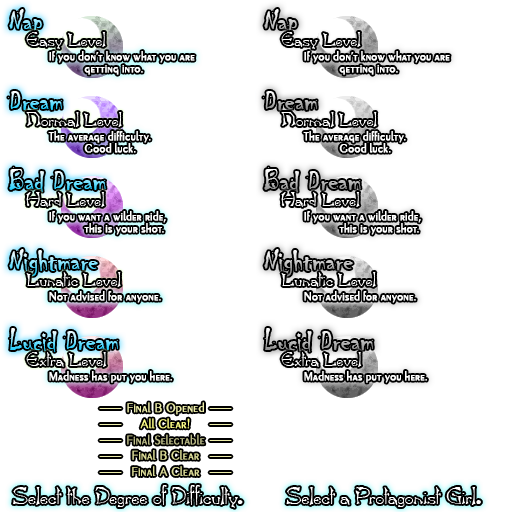 Nap
Easy Level
If you don't know what you are
getting into.
Dream
Normal Level
The average difficulty.
Good luck.
Bad Dream
Hard Level
If you want a wilder ride,
this is your shot.
Nightmare
Lunatic Level
Not advised for anyone.
Lucid Dream
Extra Level
Madness has put you here.
Nap
Easy Level
If you don't know what you are
getting into.
Dream
Normal Level
The average difficulty.
Good luck.
Bad Dream
Hard Level
If you want a wilder ride,
this is your shot.
Nightmare
Lunatic Level
Not advised for anyone.
Lucid Dream
Extra Level
Madness has put you here.
Final B Opened
All Clear!
Final Selectable
Final B Clear
Final A Clear
Select the Degree of Difficulty.
Select a Protagonist Girl.